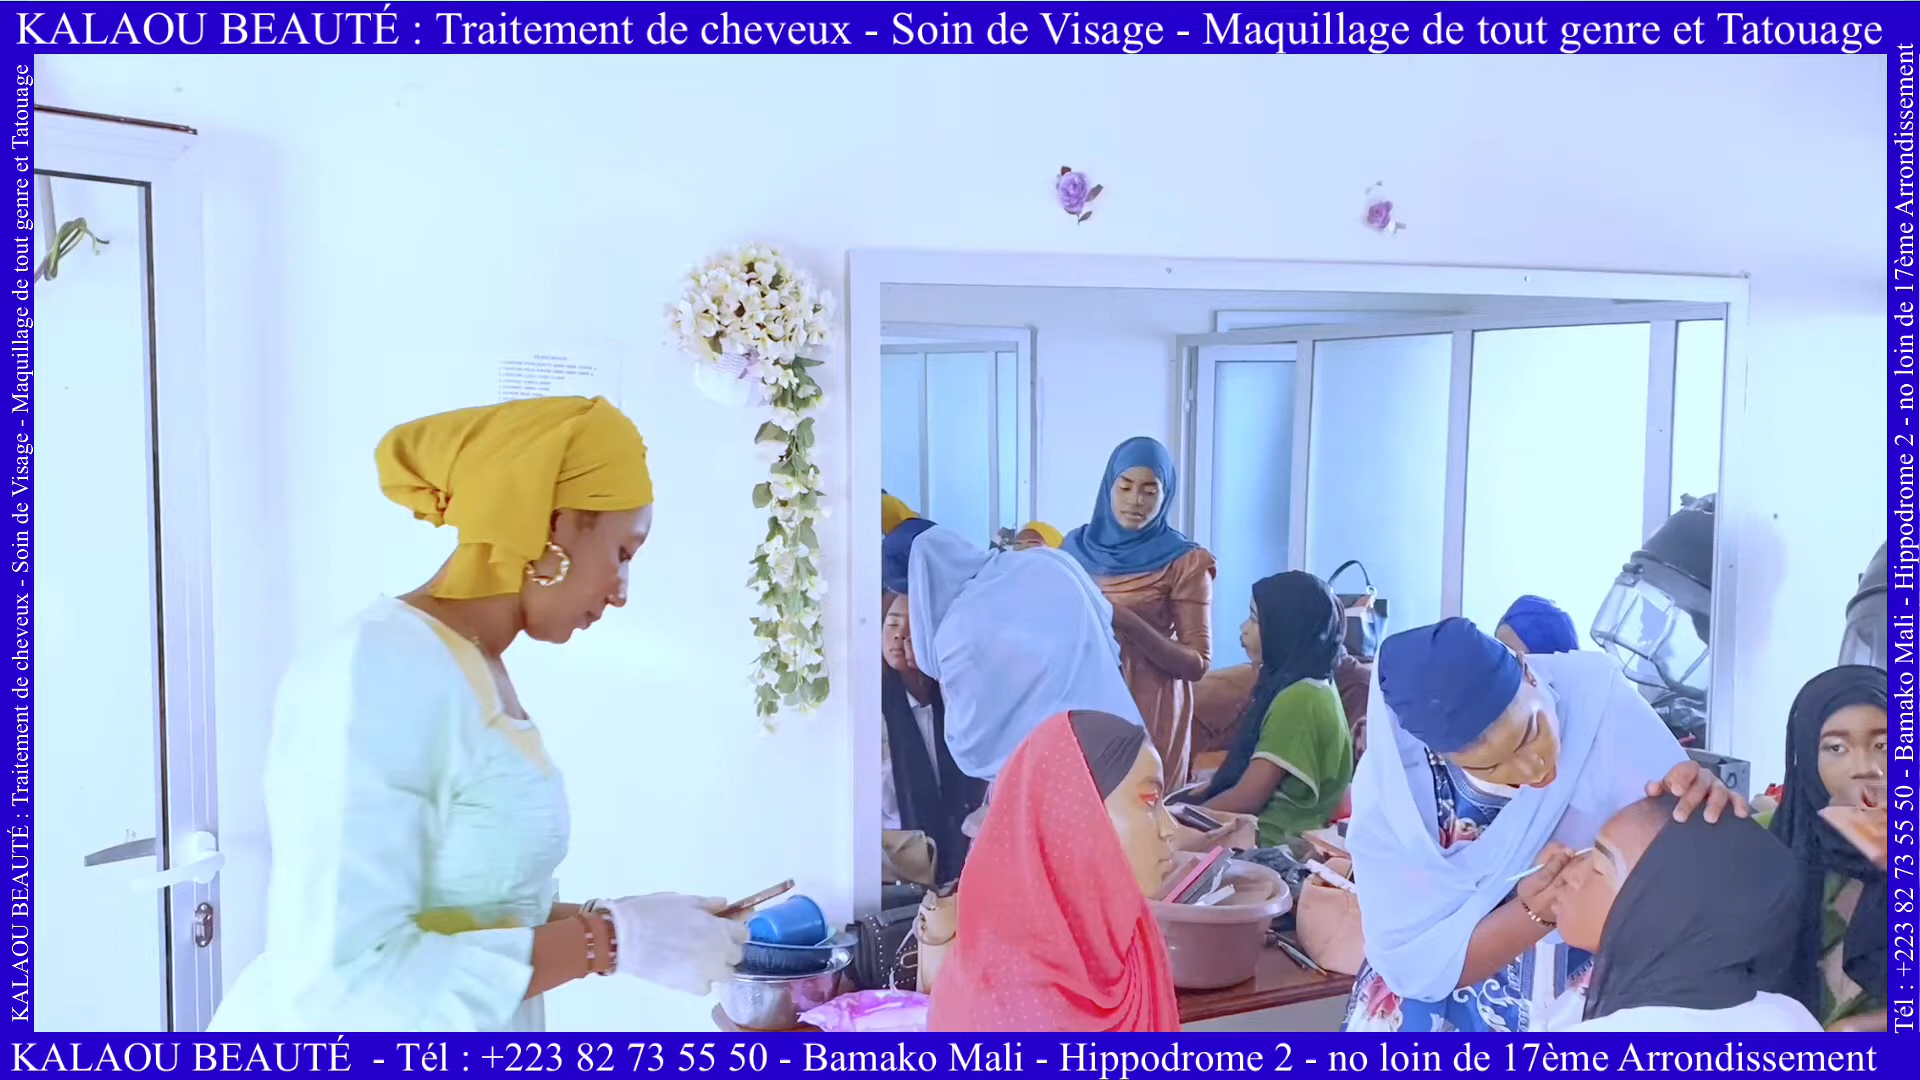 KALAOU BEAUTÉ : Traitement de cheveux - Soin de Visage - Maquillage de tout genre et Tatouage
KALAOU BEAUTÉ : Traitement de cheveux - Soin de Visage - Maquillage de tout genre et Tatouage
Tél : +223 82 73 55 50 - Bamako Mali - Hippodrome 2 - no loin de 17ème Arrondissement
KALAOU BEAUTÉ - Tél : +223 82 73 55 50 - Bamako Mali - Hippodrome 2 - no loin de 17ème Arrondissement